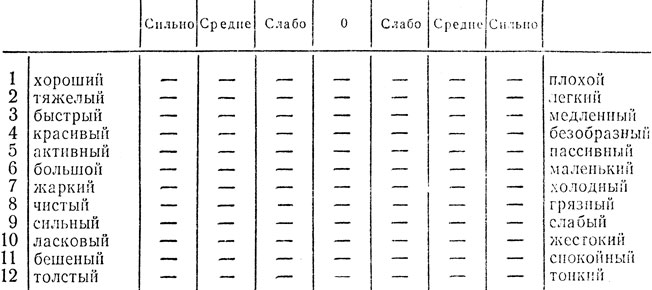 Сильно Средне Слабо 0 Слабо Средне Сильно
1 хороший — — — — — — — плохой
2 тяжелый — — — — — — — легкий
3 быстрый — — — — — — — медленный
4 красивый — — — — — — — безобразный
5 активный — — — — — — — пассивный
6 большой — — — — — — — маленький
7 жаркий — — — — — — — холодный
8 чистый — — — — — — — грязный
9 сильный — — — — — — — слабый
10 ласковый — — — — — — — жестокий
11 бешеный — — — — — — — спокойный
12 толстый — — — — — — — тонкий